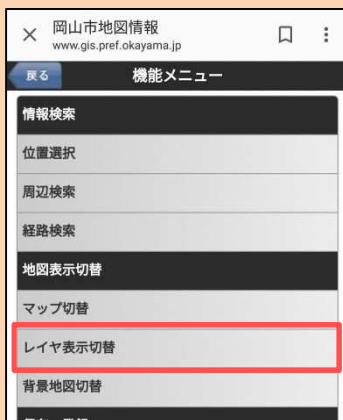 岡山市地図情報
www.gis.pref.okayama.jp
戻る 機能メニュー
情報検索
位置選択
周辺検索
経路検索
地図表示切替
マップ切替
レイヤ表示切替
背景地図切替